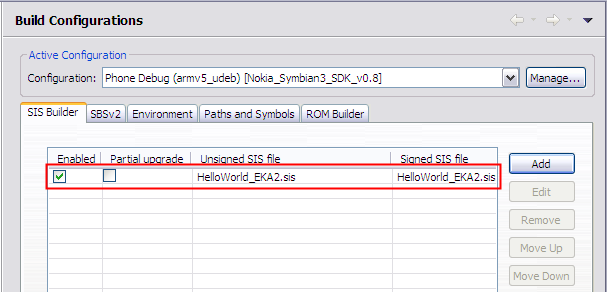 Build Configurations
Active Configuration
Configuration: Phone Debug (armv5_udeb) [Nokia_Symbian3_SDK_v0.8] Manage...
SIS Builder SBSv2 Environment Paths and Symbols ROM Builder
Enabled Partial upgrade Unsigned SIS file Signed SIS file
HelloWorld_EKA2.sis HelloWorld_EKA2.sis
Add
Edit
Remove
Move Up
Move Down